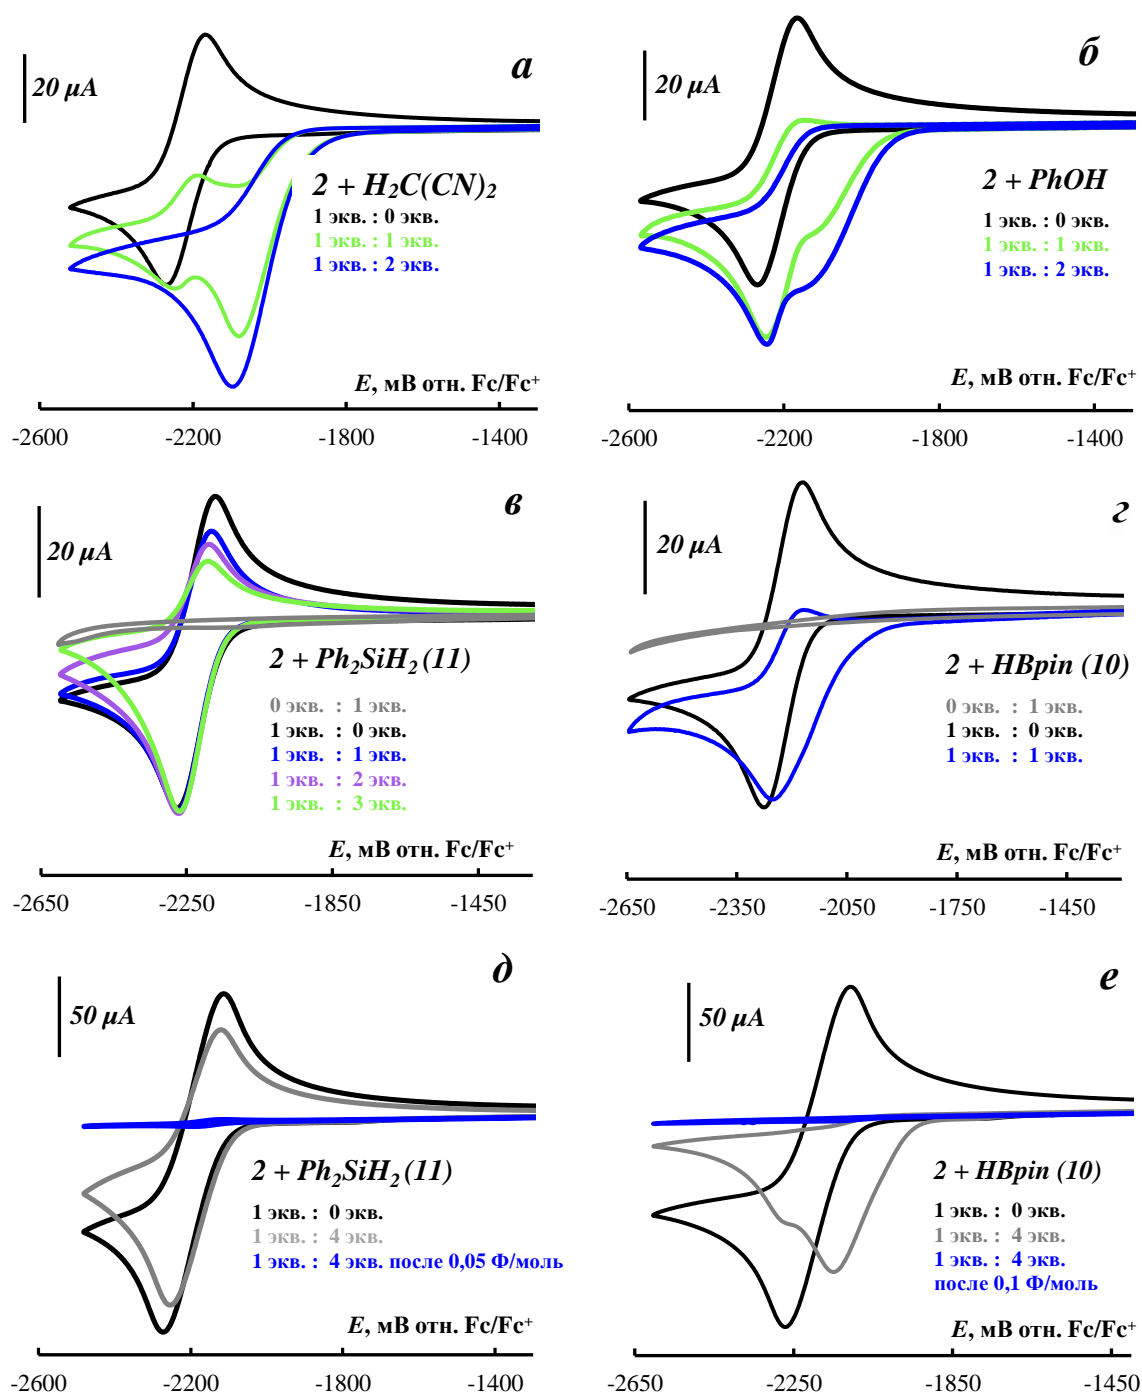 а
20 μA
2 + H₂C(CN)₂
1 экв. : 0 экв.
1 экв. : 1 экв.
1 экв. : 2 экв.
E, мВ отн. Fc/Fc⁺
-2600 -2200 -1800 -1400
б
20 μA
2 + PhOH
1 экв. : 0 экв.
1 экв. : 1 экв.
1 экв. : 2 экв.
E, мВ отн. Fc/Fc⁺
-2600 -2200 -1800 -1400
в
20 μA
2 + Ph₂SiH₂ (11)
0 экв. : 1 экв.
1 экв. : 0 экв.
1 экв. : 1 экв.
1 экв. : 2 экв.
1 экв. : 3 экв.
E, мВ отн. Fc/Fc⁺
-2650 -2250 -1850 -1450
г
20 μA
2 + HBpin (10)
0 экв. : 1 экв.
1 экв. : 0 экв.
1 экв. : 1 экв.
E, мВ отн. Fc/Fc⁺
-2650 -2350 -2050 -1750 -1450
д
50 μA
2 + Ph₂SiH₂ (11)
1 экв. : 0 экв.
1 экв. : 4 экв.
1 экв. : 4 экв. после 0,05 Ф/моль
E, мВ отн. Fc/Fc⁺
-2600 -2200 -1800 -1400
е
50 μA
2 + HBpin (10)
1 экв. : 0 экв.
1 экв. : 4 экв.
1 экв. : 4 экв.
после 0,1 Ф/моль
E, мВ отн. Fc/Fc⁺
-2650 -2250 -1850 -1450